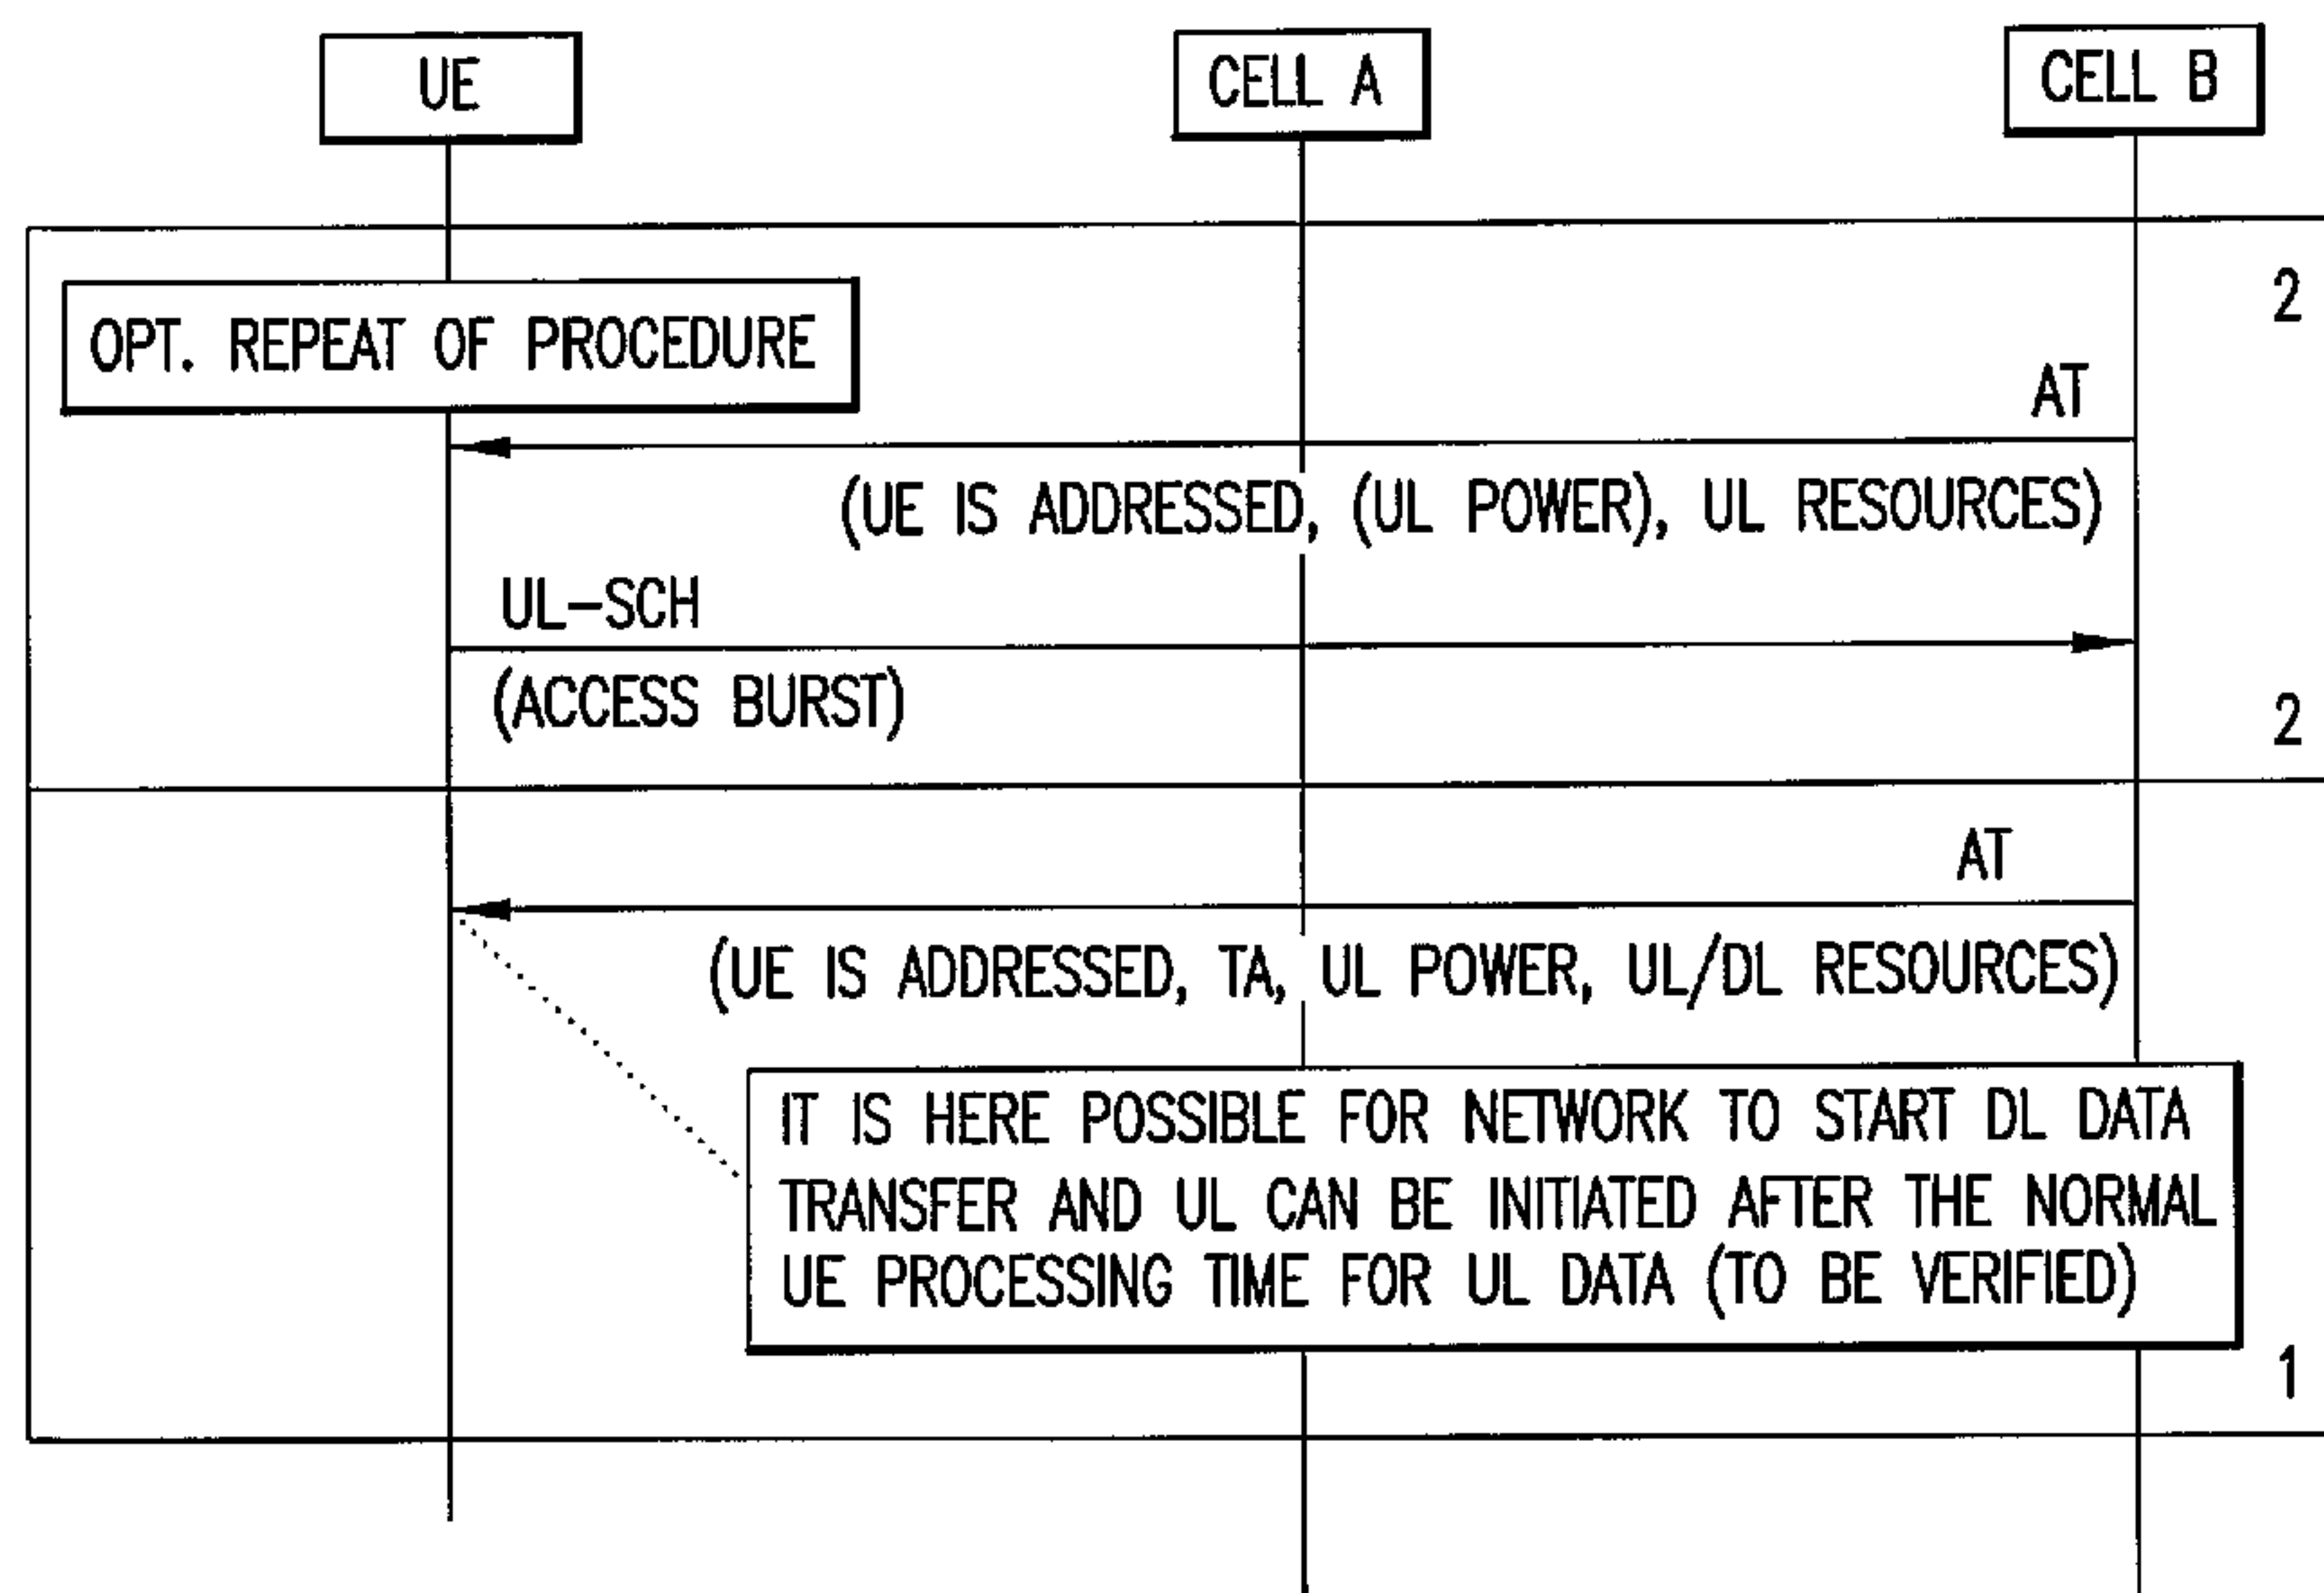 UE
CELL A
CELL B
2
OPT. REPEAT OF PROCEDURE
AT
(UE IS ADDRESSED, (UL POWER), UL RESOURCES)
UL-SCH
(ACCESS BURST)
2
AT
(UE IS ADDRESSED, TA, UL POWER, UL/DL RESOURCES)
IT IS HERE POSSIBLE FOR NETWORK TO START DL DATA
TRANSFER AND UL CAN BE INITIATED AFTER THE NORMAL
UE PROCESSING TIME FOR UL DATA (TO BE VERIFIED)
1